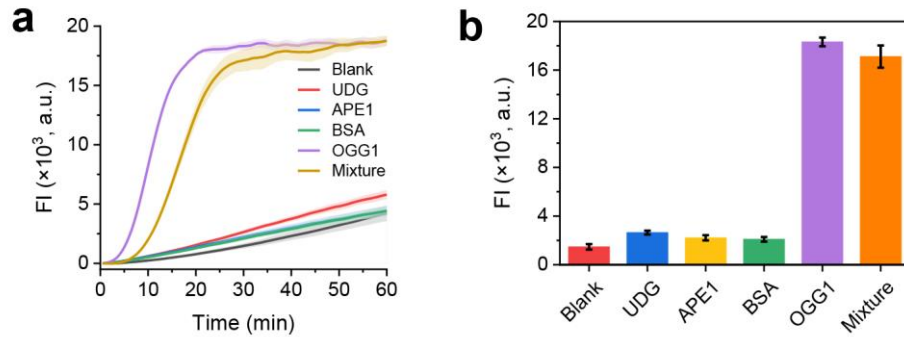 a
FI (×10³, a.u.)
20
15
10
5
0
Blank
UDG
APE1
BSA
OGG1
Mixture
0 10 20 30 40 50 60
Time (min)
b
FI (×10³, a.u.)
20
16
12
8
4
0
Blank UDG APE1 BSA OGG1 Mixture